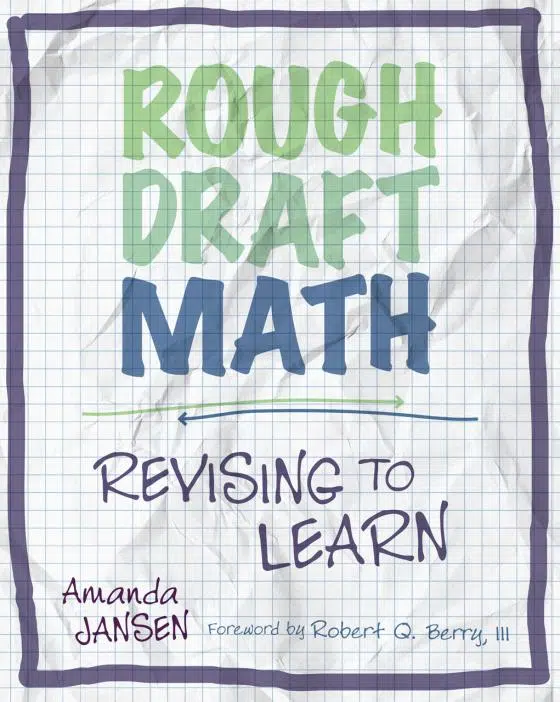 ROUGH
DRAFT
MATH
REVISING TO
LEARN
Amanda
JANSEN
Foreword by Robert Q. Berry, III